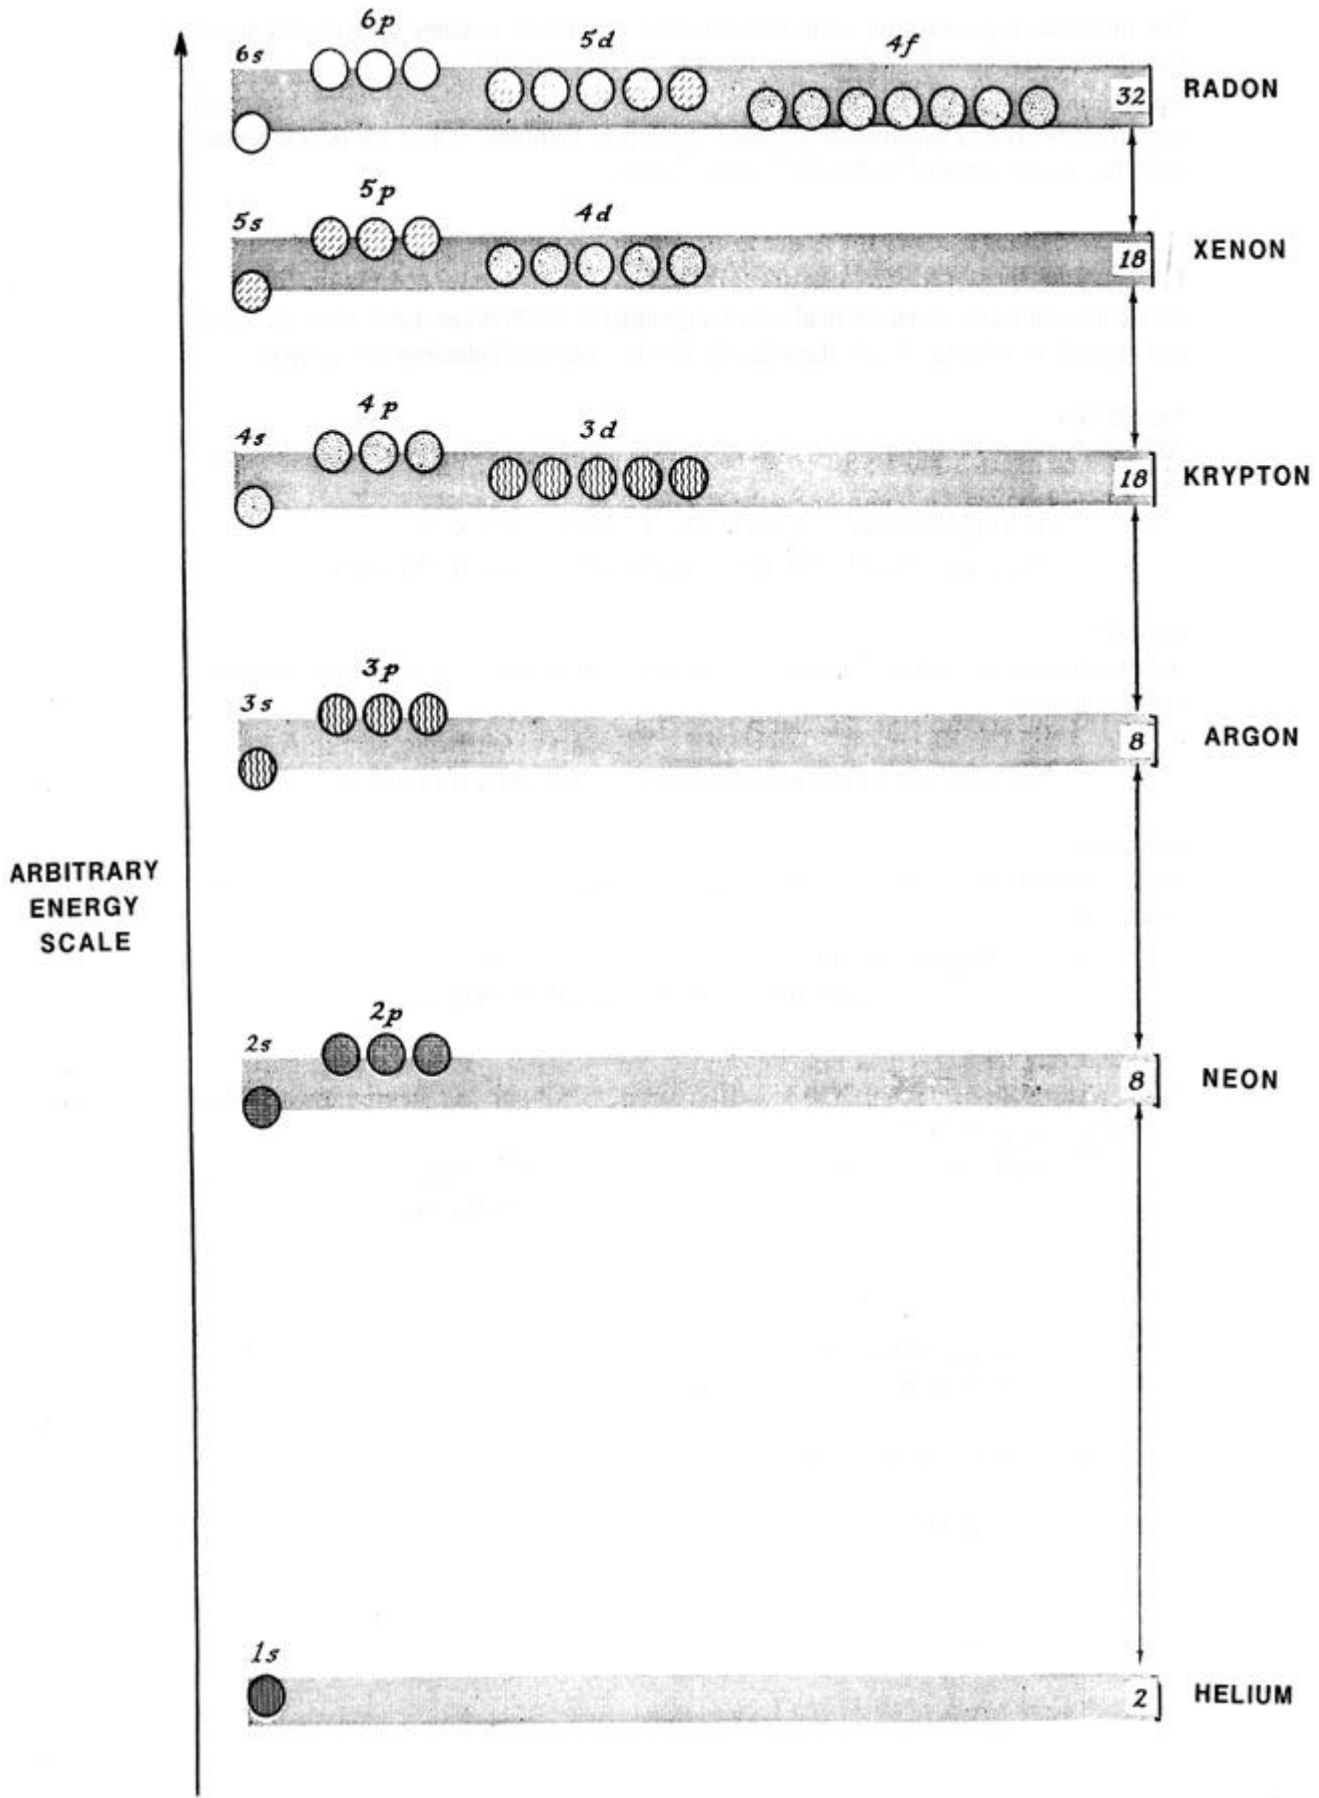 6p
5d
4f
6s
32
RADON
5p
4d
5s
18
XENON
4p
3d
4s
18
KRYPTON
3p
3s
8
ARGON
ARBITRARY
ENERGY
SCALE
2p
2s
8
NEON
1s
2
HELIUM